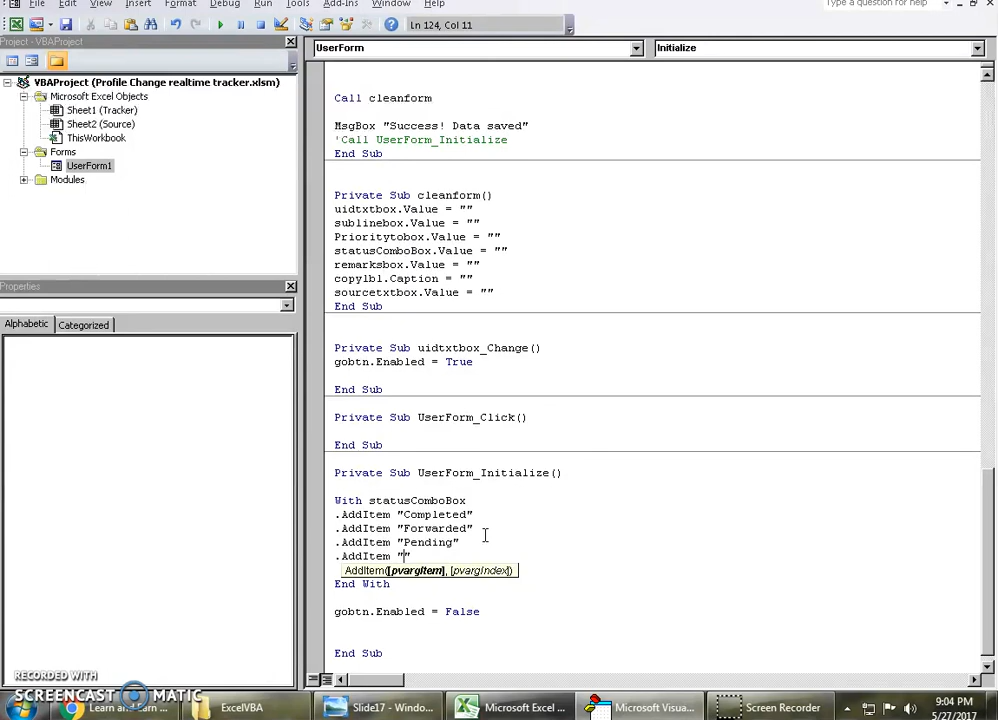 File Edit View Insert Format Debug Run Tools Add-Ins Window Help
Type a question for help
Ln 124, Col 11
Project - VBAProject
UserForm
Initialize
VBAProject (Profile Change realtime tracker.xlsm)
Microsoft Excel Objects
Sheet1 (Tracker)
Sheet2 (Source)
ThisWorkbook
Forms
UserForm1
Modules
Properties
Alphabetic Categorized
Call cleanform
MsgBox "Success! Data saved"
'Call UserForm_Initialize
End Sub
Private Sub cleanform()
uidtxtbox.Value = ""
sublinebox.Value = ""
Prioritytobox.Value = ""
statusComboBox.Value = ""
remarksbox.Value = ""
copylbl.Caption = ""
sourcetxtbox.Value = ""
End Sub
Private Sub uidtxtbox_Change()
gobtn.Enabled = True
End Sub
Private Sub UserForm_Click()
End Sub
Private Sub UserForm_Initialize()
With statusComboBox
.AddItem "Completed"
.AddItem "Forwarded"
.AddItem "Pending"
.AddItem ""
AddItem([pvargItem], [pvargIndex])
End With
gobtn.Enabled = False
End Sub
RECORDED WITH
SCREENCAST MATIC
Learn and Earn ...
ExcelVBA
Slide17 - Windo...
Microsoft Excel ...
Microsoft Visua...
Screen Recorder
9:04 PM
5/27/2017